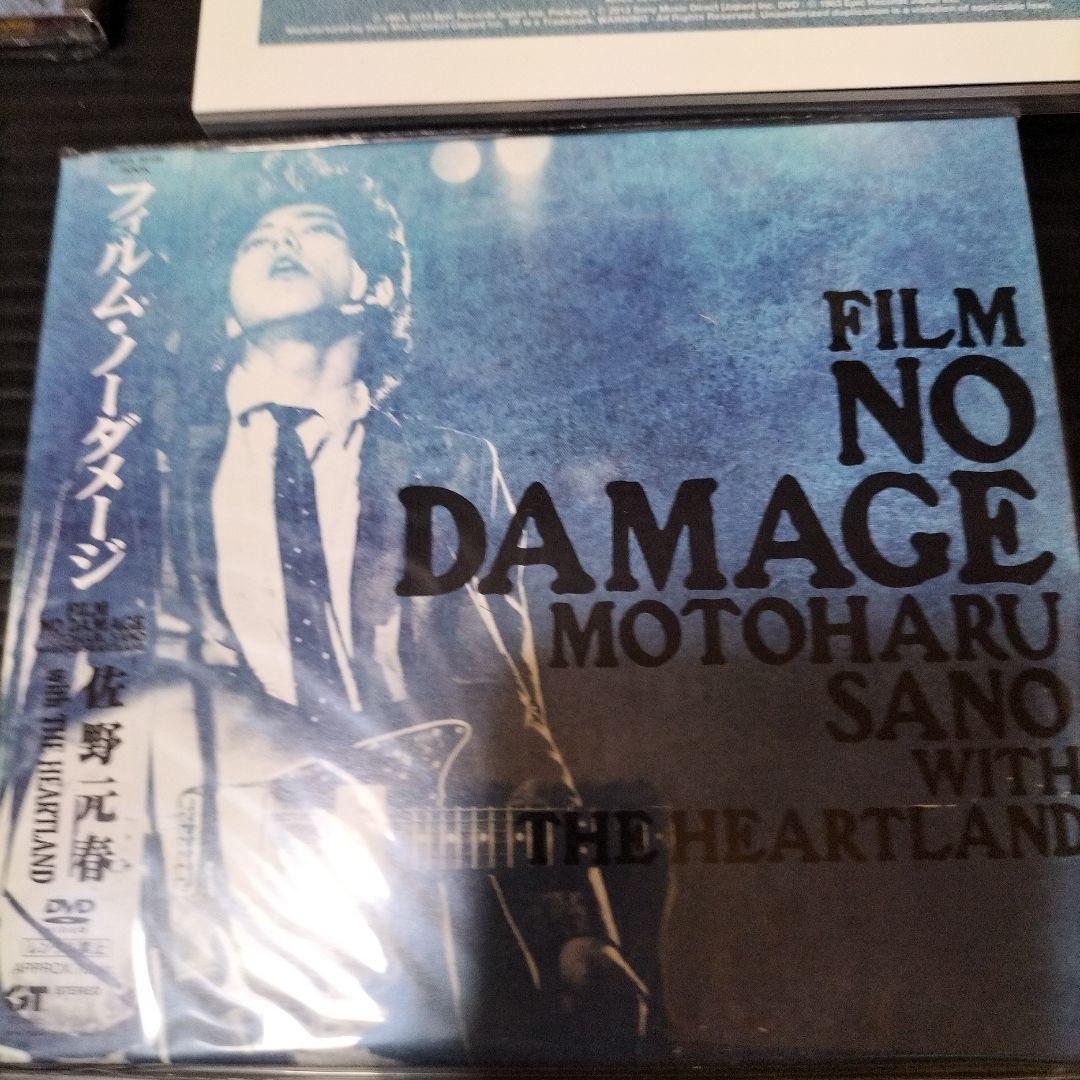 フィルム・ノーダメージ
FILM
NO DAMAGE
佐野元春
with THE HEARTLAND
DVD
GT STEREO
FILM
NO
DAMAGE
MOTOHARU
SANO
WITH
THE HEARTLAND